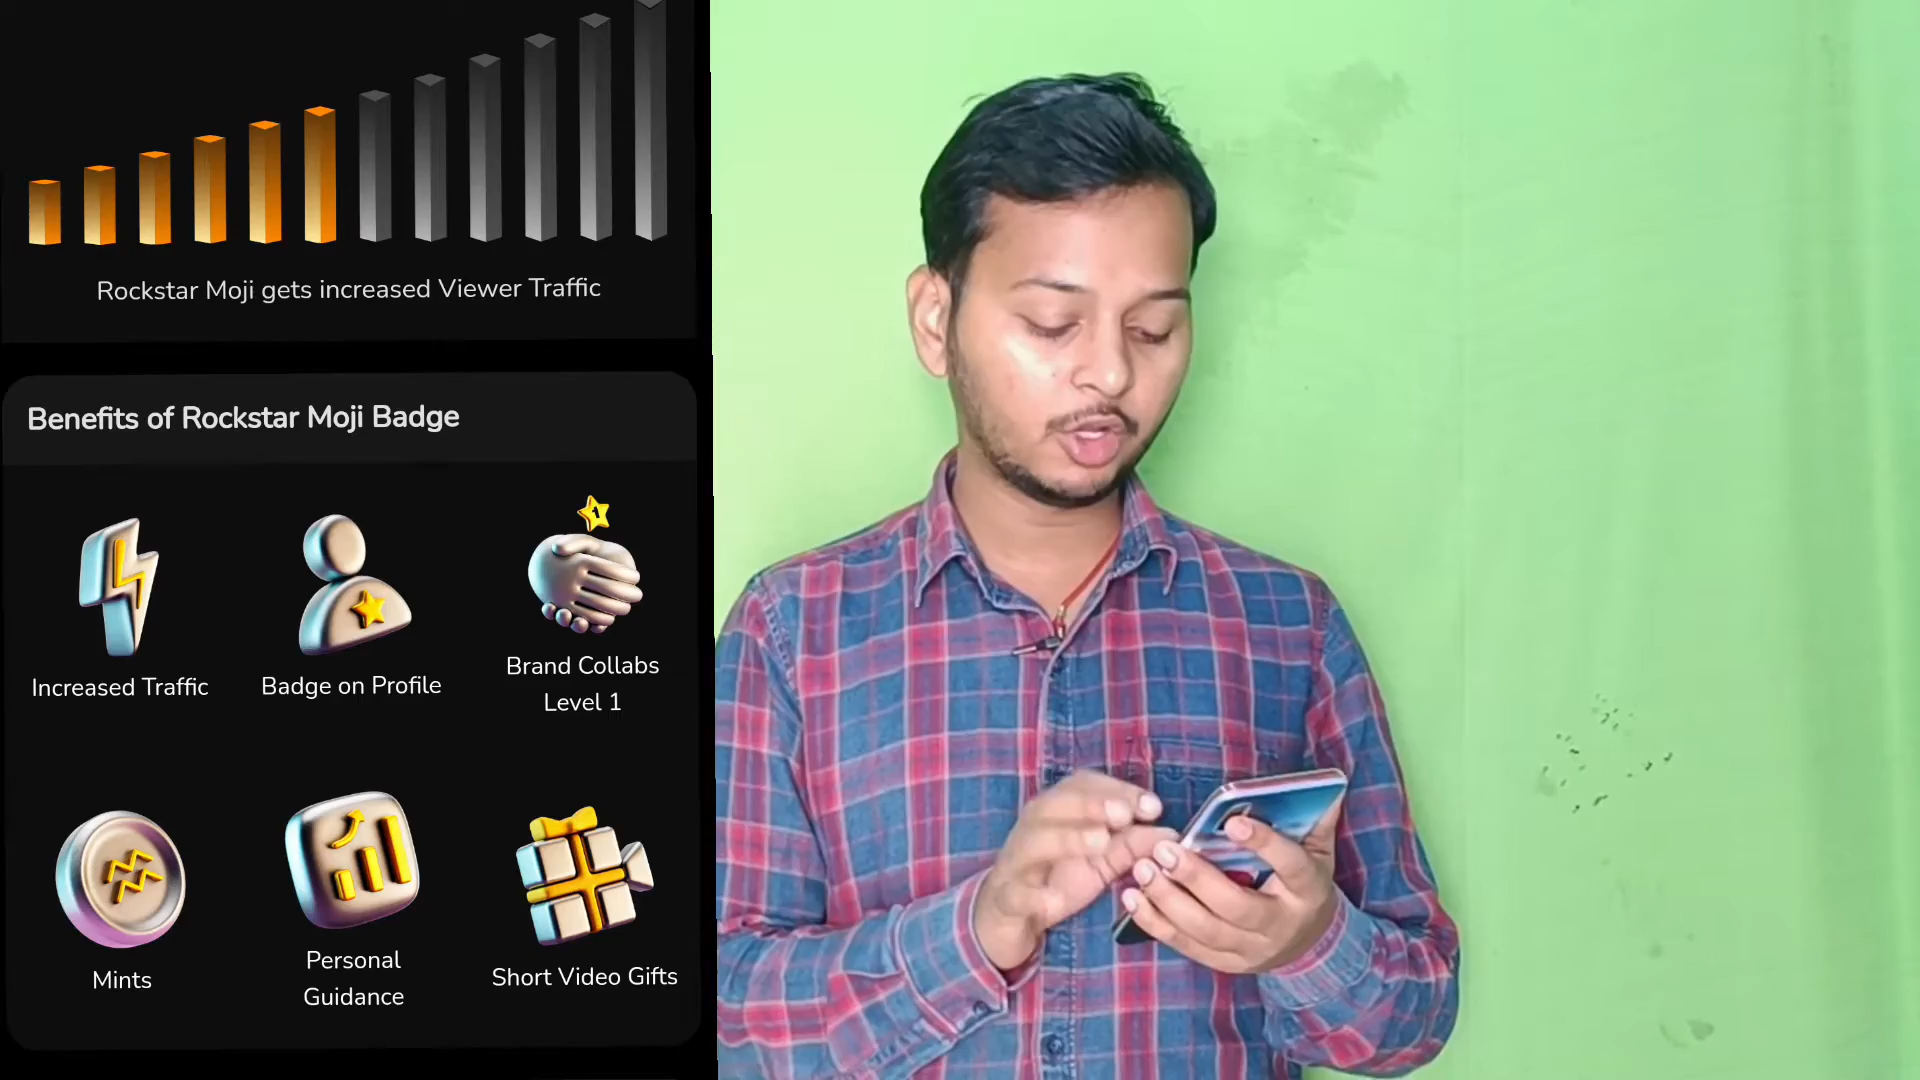 Rockstar Moji gets increased Viewer Traffic
Benefits of Rockstar Moji Badge
1
Increased Traffic
Badge on Profile
Brand Collabs
Level 1
Mints
Personal
Guidance
Short Video Gifts